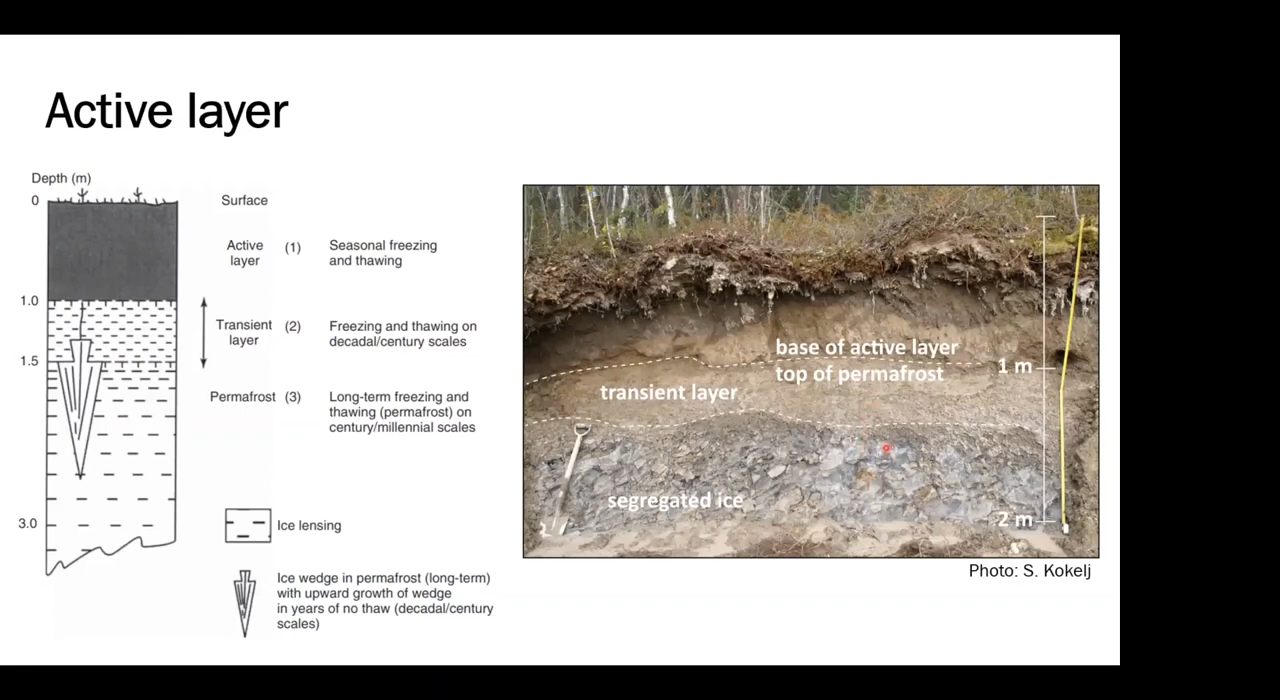 Active layer
Depth (m)
0
Surface
Active
layer
(1)
Seasonal freezing
and thawing
1.0
Transient
layer
(2)
Freezing and thawing on
decadal/century scales
1.5
Permafrost
(3)
Long-term freezing and
thawing (permafrost) on
century/millennial scales
3.0
Ice lensing
Ice wedge in permafrost (long-term)
with upward growth of wedge
in years of no thaw (decadal/century
scales)
base of active layer
top of permafrost
1 m
transient layer
segregated ice
2 m
Photo: S. Kokelj